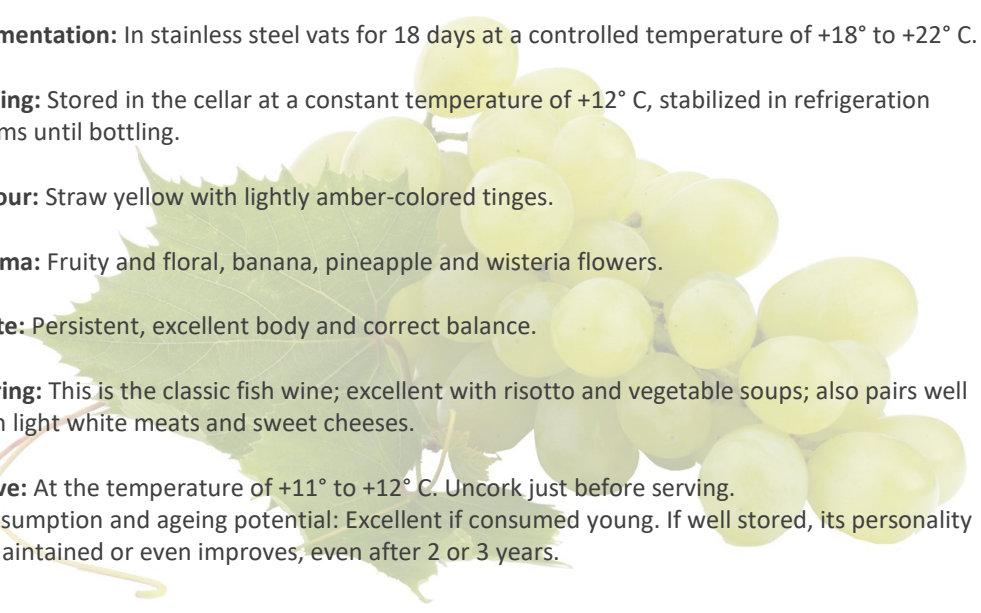 mentation: In stainless steel vats for 18 days at a controlled temperature of +18° to +22° C.
ing: Stored in the cellar at a constant temperature of +12° C, stabilized in refrigeration
ms until bottling.
our: Straw yellow with lightly amber-colored tinges.
ma: Fruity and floral, banana, pineapple and wisteria flowers.
te: Persistent, excellent body and correct balance.
ring: This is the classic fish wine; excellent with risotto and vegetable soups; also pairs well
h light white meats and sweet cheeses.
ve: At the temperature of +11° to +12° C. Uncork just before serving.
sumption and ageing potential: Excellent if consumed young. If well stored, its personality
aintained or even improves, even after 2 or 3 years.